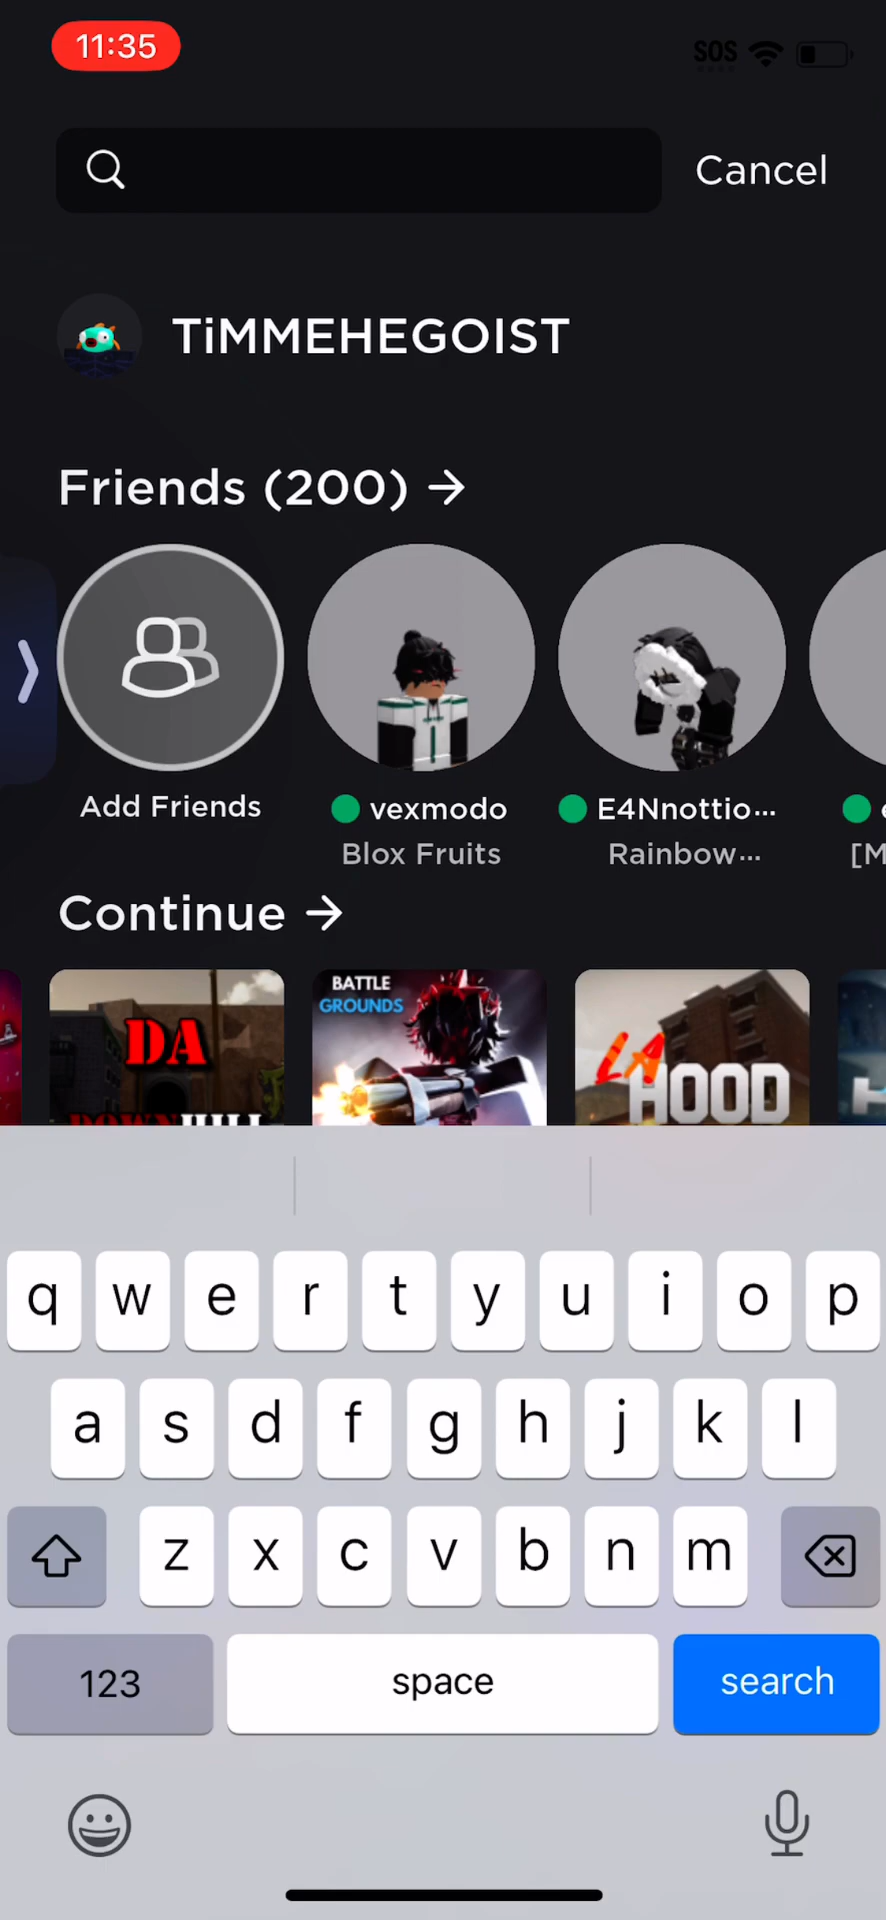 11:35
SOS
Cancel
TiMMEHEGOIST
Friends (200) →
Add Friends
vexmodo
E4Nnottio...
Blox Fruits
Rainbow...
[M
Continue →
DA
BATTLE
GROUNDS
LA
HOOD
q w e r t y u i o p
a s d f g h j k l
z x c v b n m
123
space
search